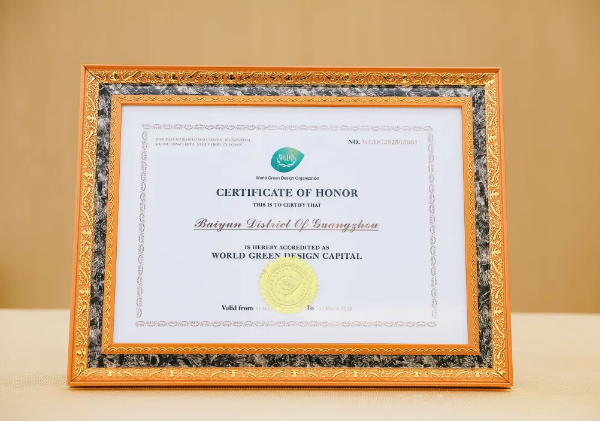 NO.
WGDO
World Green Design Organization
CERTIFICATE OF HONOR
THIS IS TO CERTIFY THAT
Baiyun District Of Guangzhou
IS HEREBY ACCREDITED AS
WORLD GREEN DESIGN CAPITAL
Valid from
To